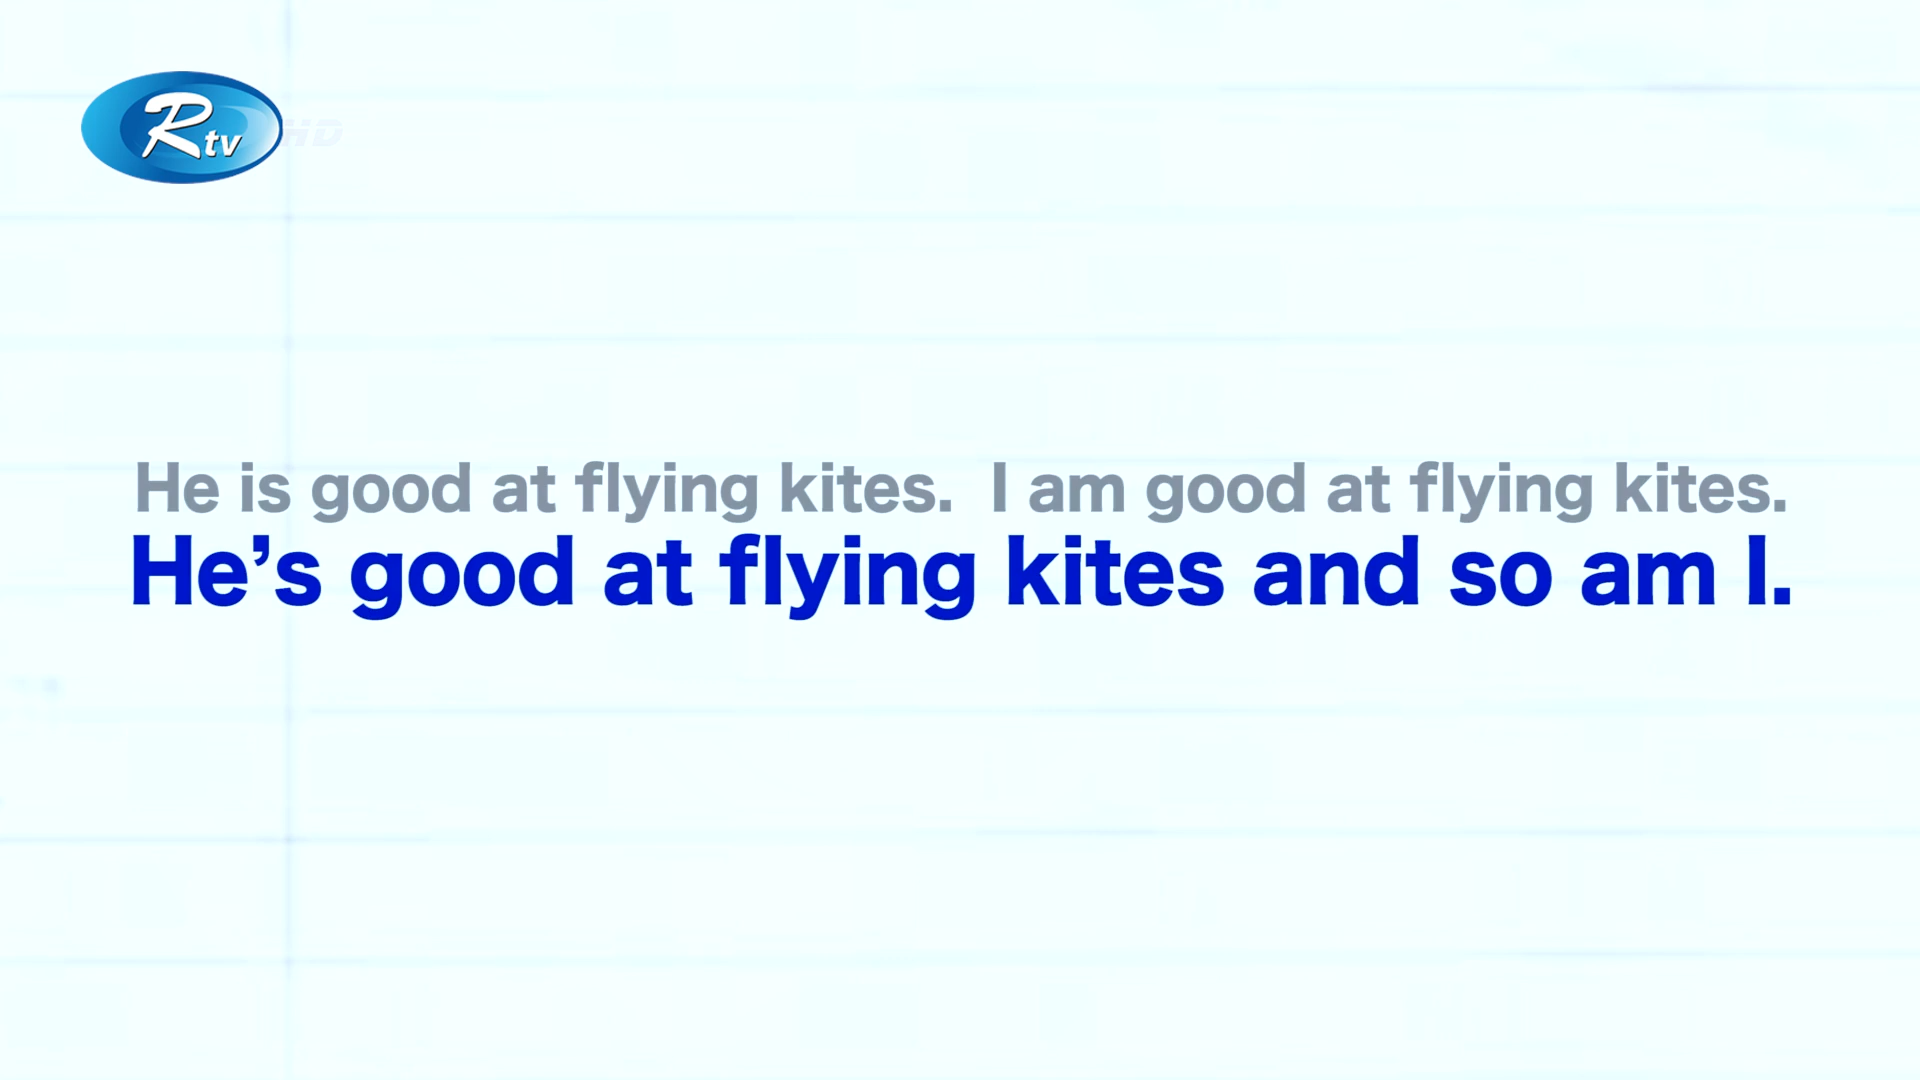 Rtv HD
He is good at flying kites.  I am good at flying kites.
He’s good at flying kites and so am I.